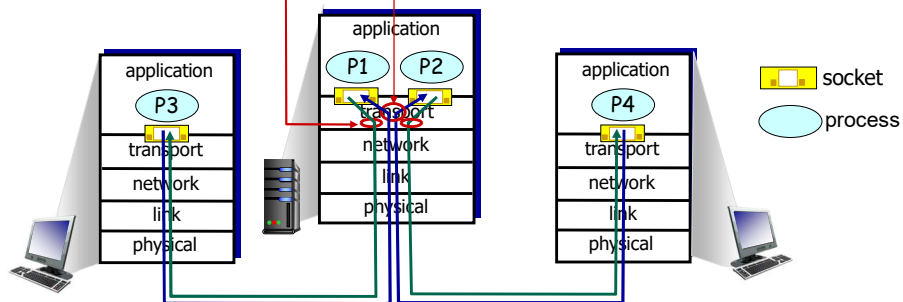 application
P3
transport
network
link
physical
application
P1
P2
transport
network
link
physical
application
P4
transport
network
link
physical
socket
process